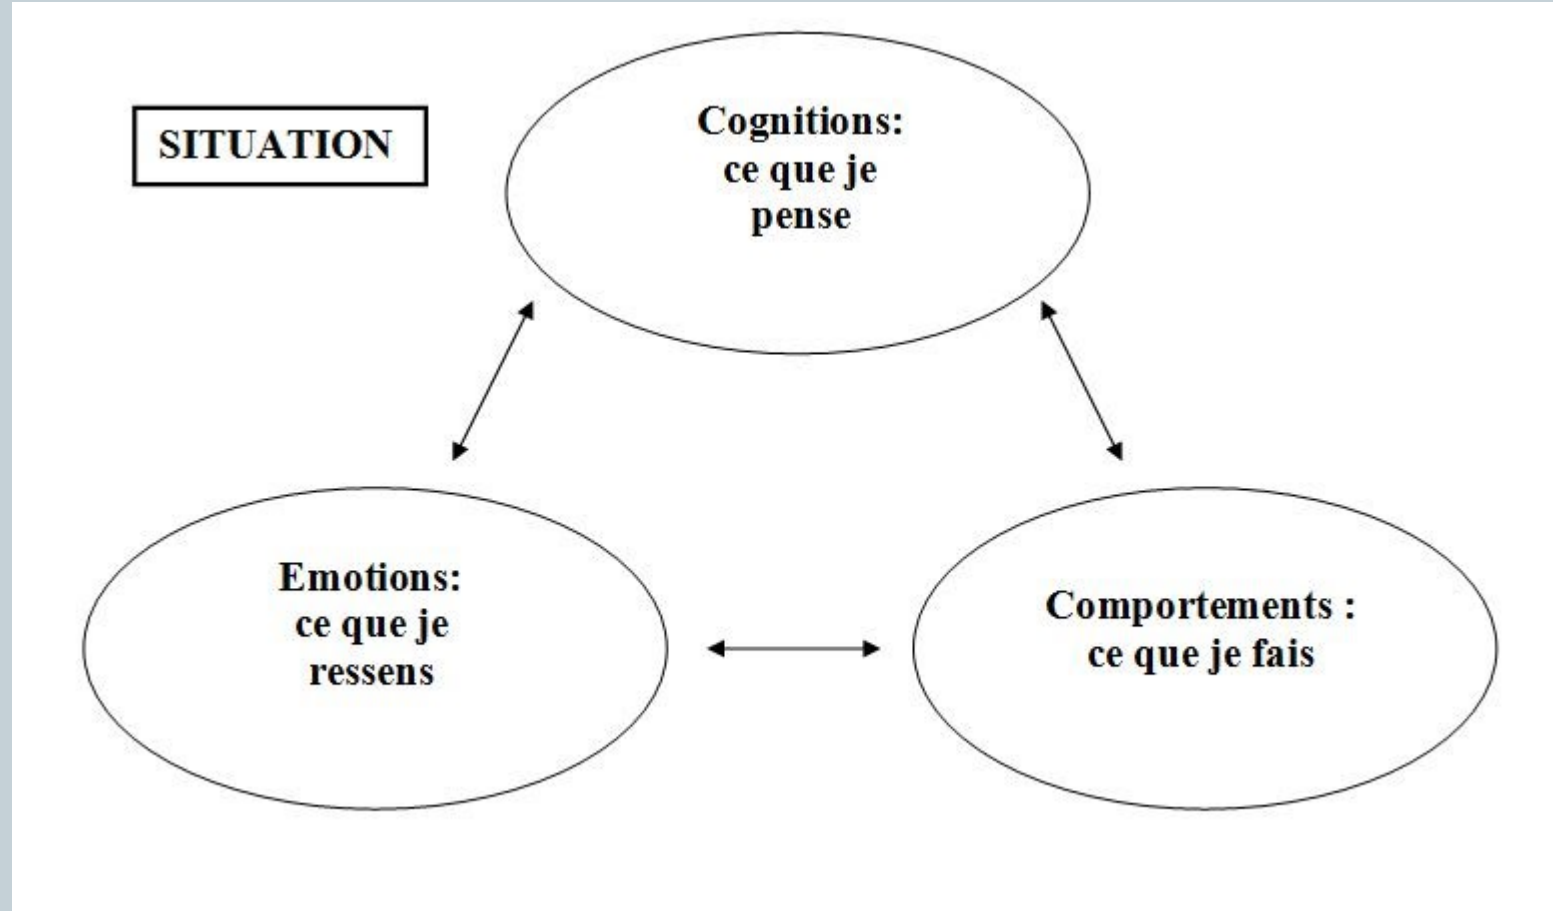 SITUATION
Cognitions:
ce que je
pense
Emotions:
ce que je
ressens
Comportements :
ce que je fais